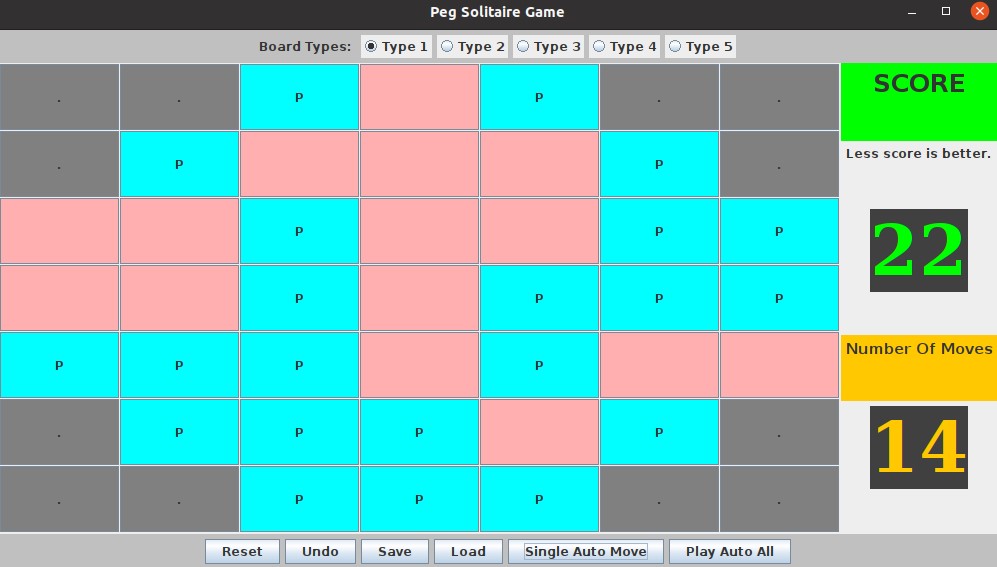 Peg Solitaire Game
Board Types: Type 1 Type 2 Type 3 Type 4 Type 5
. . P P . .
. P P .
P P P
P P P P
P P P P
. P P P P .
. . P P P . .
SCORE
Less score is better.
22
Number Of Moves
14
Reset Undo Save Load Single Auto Move Play Auto All